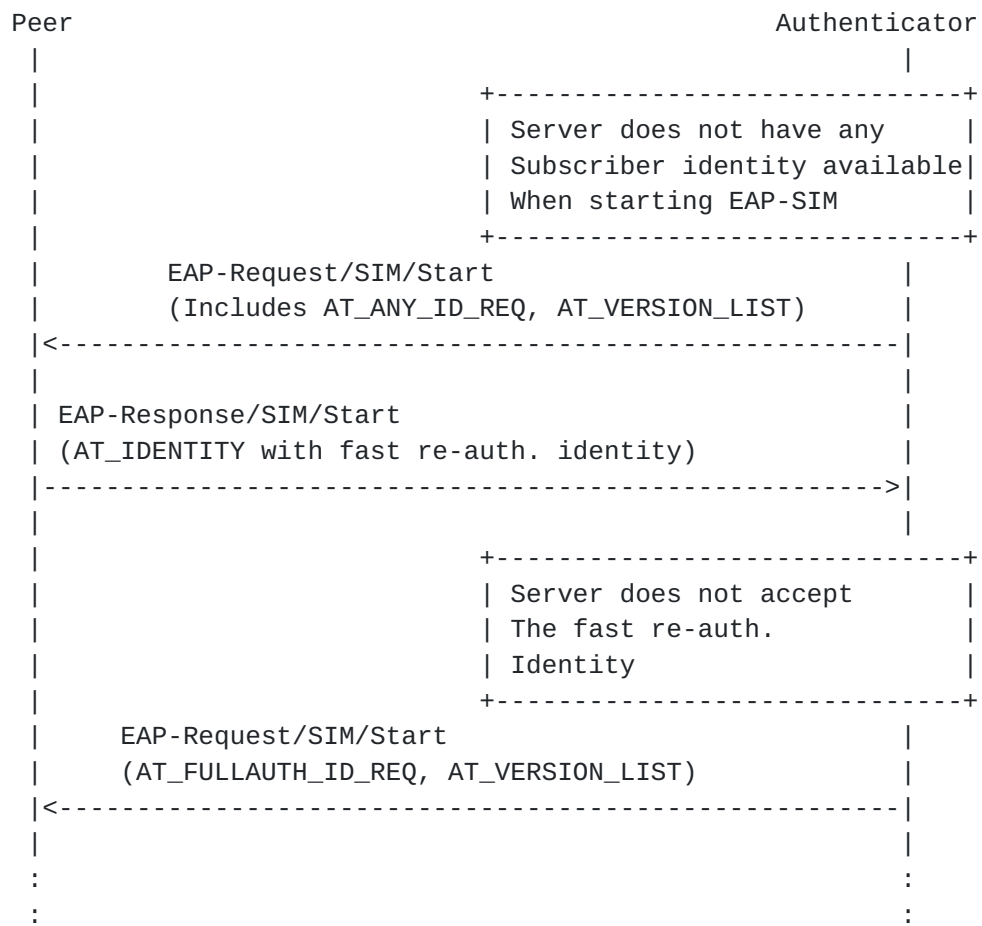 Peer                                             Authenticator
 |                                                       |
 |                            +------------------------------+
 |                            | Server does not have any     |
 |                            | Subscriber identity available|
 |                            | When starting EAP-SIM        |
 |                            +------------------------------+
 |        EAP-Request/SIM/Start                          |
 |        (Includes AT_ANY_ID_REQ, AT_VERSION_LIST)      |
 |<------------------------------------------------------|
 |                                                       |
 | EAP-Response/SIM/Start                                |
 | (AT_IDENTITY with fast re-auth. identity)             |
 |------------------------------------------------------>|
 |                                                       |
 |                            +------------------------------+
 |                            | Server does not accept       |
 |                            | The fast re-auth.            |
 |                            | Identity                     |
 |                            +------------------------------+
 |     EAP-Request/SIM/Start                             |
 |     (AT_FULLAUTH_ID_REQ, AT_VERSION_LIST)             |
 |<------------------------------------------------------|
 |                                                       |
 :                                                       :
 :                                                       :